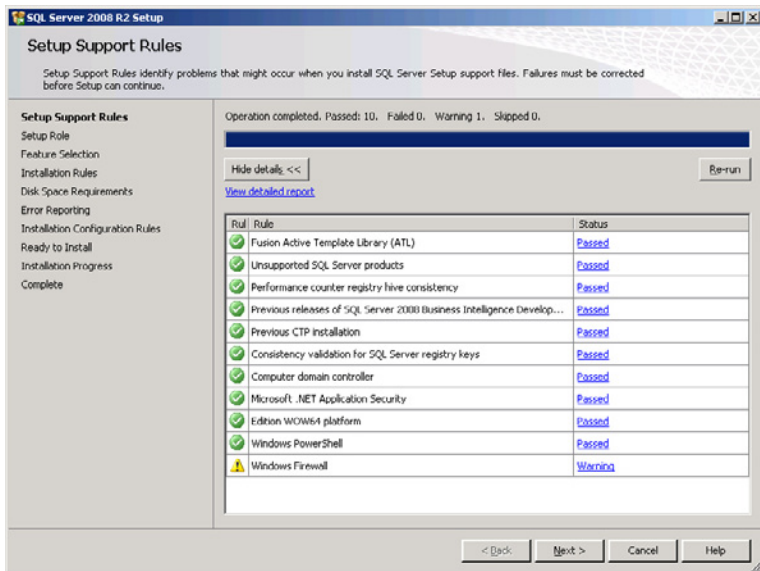 SQL Server 2008 R2 Setup
Setup Support Rules
Setup Support Rules identify problems that might occur when you install SQL Server Setup support files. Failures must be corrected
before Setup can continue.
Setup Support Rules
Setup Role
Feature Selection
Installation Rules
Disk Space Requirements
Error Reporting
Installation Configuration Rules
Ready to Install
Installation Progress
Complete
Operation completed. Passed: 10. Failed 0. Warning 1. Skipped 0.
Hide details <<
Re-run
View detailed report
Rul Rule Status
Fusion Active Template Library (ATL) Passed
Unsupported SQL Server products Passed
Performance counter registry hive consistency Passed
Previous releases of SQL Server 2008 Business Intelligence Develop... Passed
Previous CTP installation Passed
Consistency validation for SQL Server registry keys Passed
Computer domain controller Passed
Microsoft .NET Application Security Passed
Edition WOW64 platform Passed
Windows PowerShell Passed
Windows Firewall Warning
< Back Next > Cancel Help